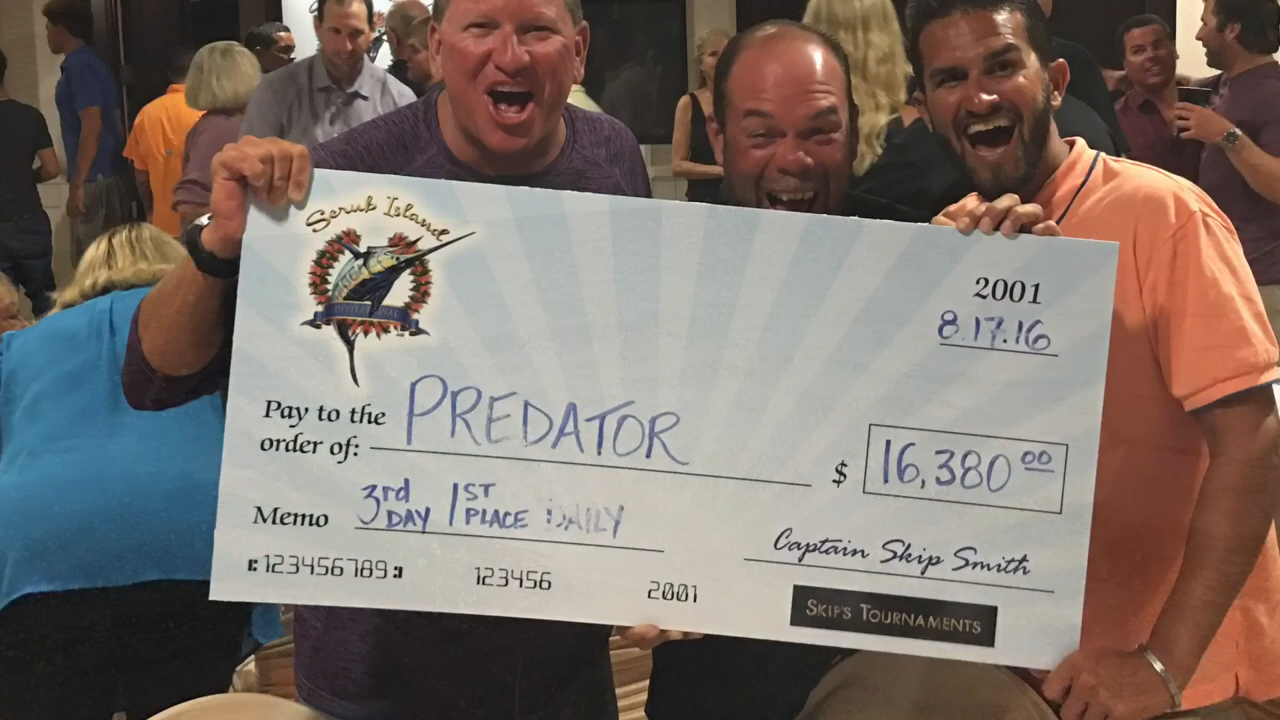 Scrub Island
INVITATIONAL
2001
8.17.16
Pay to the
order of: PREDATOR
$ 16,380 00
Memo 3rd DAY 1ST PLACE DAILY
Captain Skip Smith
⑆123456789⑆ 123456 2001
SKIP'S TOURNAMENTS